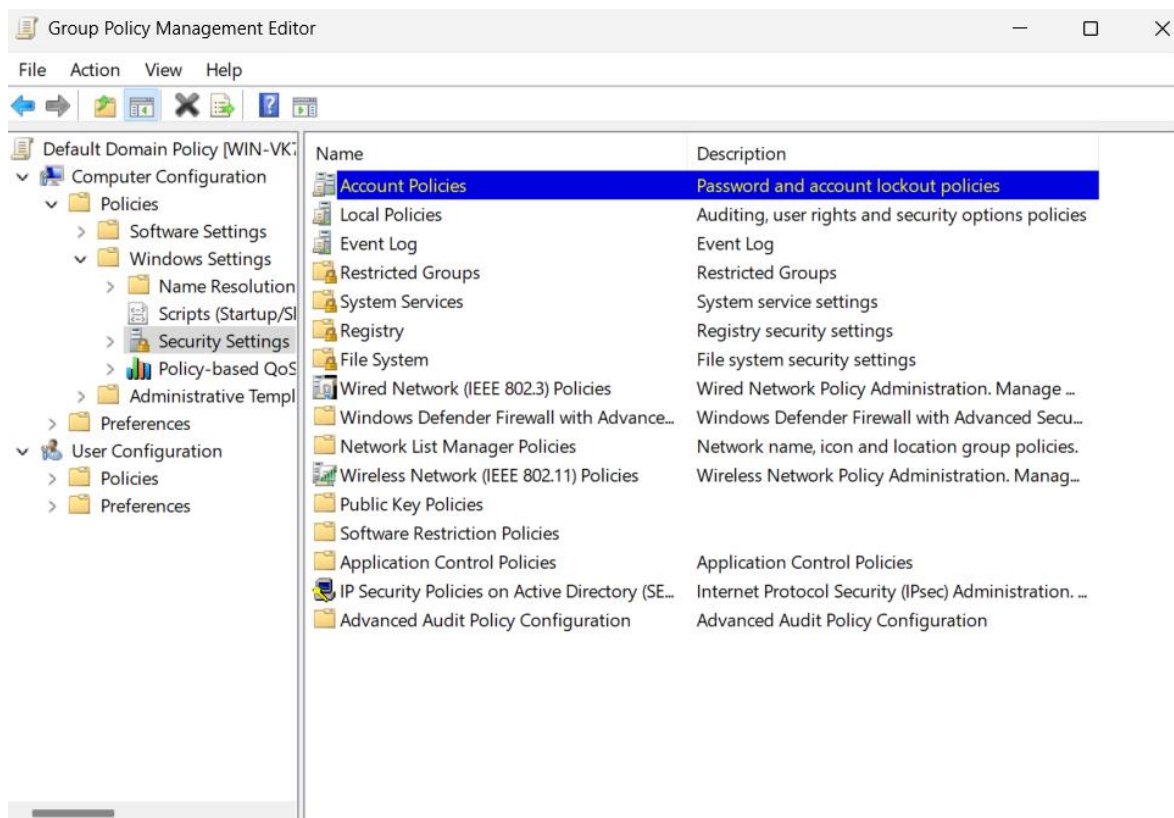 Group Policy Management Editor
File Action View Help
Default Domain Policy [WIN-VK7
Computer Configuration
Policies
Software Settings
Windows Settings
Name Resolution
Scripts (Startup/Sl
Security Settings
Policy-based QoS
Administrative Templ
Preferences
User Configuration
Policies
Preferences
Name Description
Account Policies Password and account lockout policies
Local Policies Auditing, user rights and security options policies
Event Log Event Log
Restricted Groups Restricted Groups
System Services System service settings
Registry Registry security settings
File System File system security settings
Wired Network (IEEE 802.3) Policies Wired Network Policy Administration. Manage ...
Windows Defender Firewall with Advance... Windows Defender Firewall with Advanced Secu...
Network List Manager Policies Network name, icon and location group policies.
Wireless Network (IEEE 802.11) Policies Wireless Network Policy Administration. Manag...
Public Key Policies
Software Restriction Policies
Application Control Policies Application Control Policies
IP Security Policies on Active Directory (SE... Internet Protocol Security (IPsec) Administration. ...
Advanced Audit Policy Configuration Advanced Audit Policy Configuration